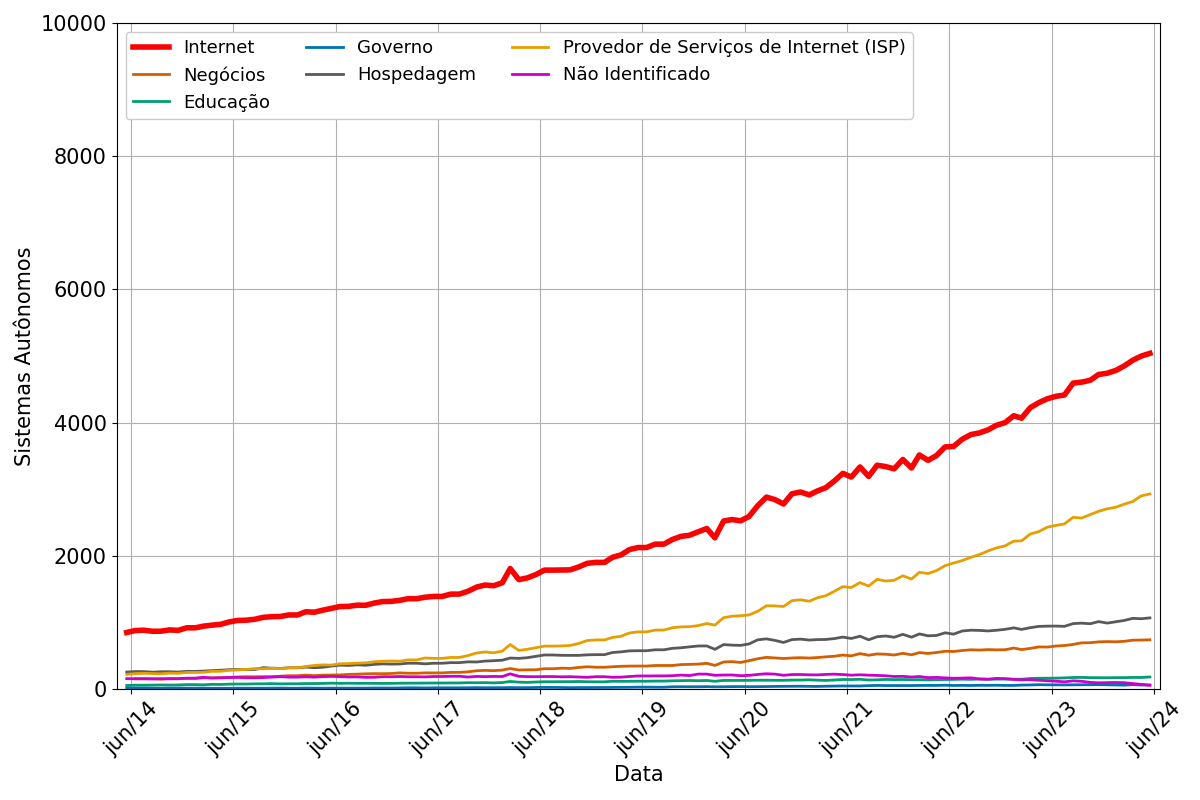 10000
8000
6000
4000
2000
0
Sistemas Autônomos
Internet
Negócios
Educação
Governo
Hospedagem
Provedor de Serviços de Internet (ISP)
Não Identificado
jun/14
jun/15
jun/16
jun/17
jun/18
jun/19
jun/20
jun/21
jun/22
jun/23
jun/24
Data